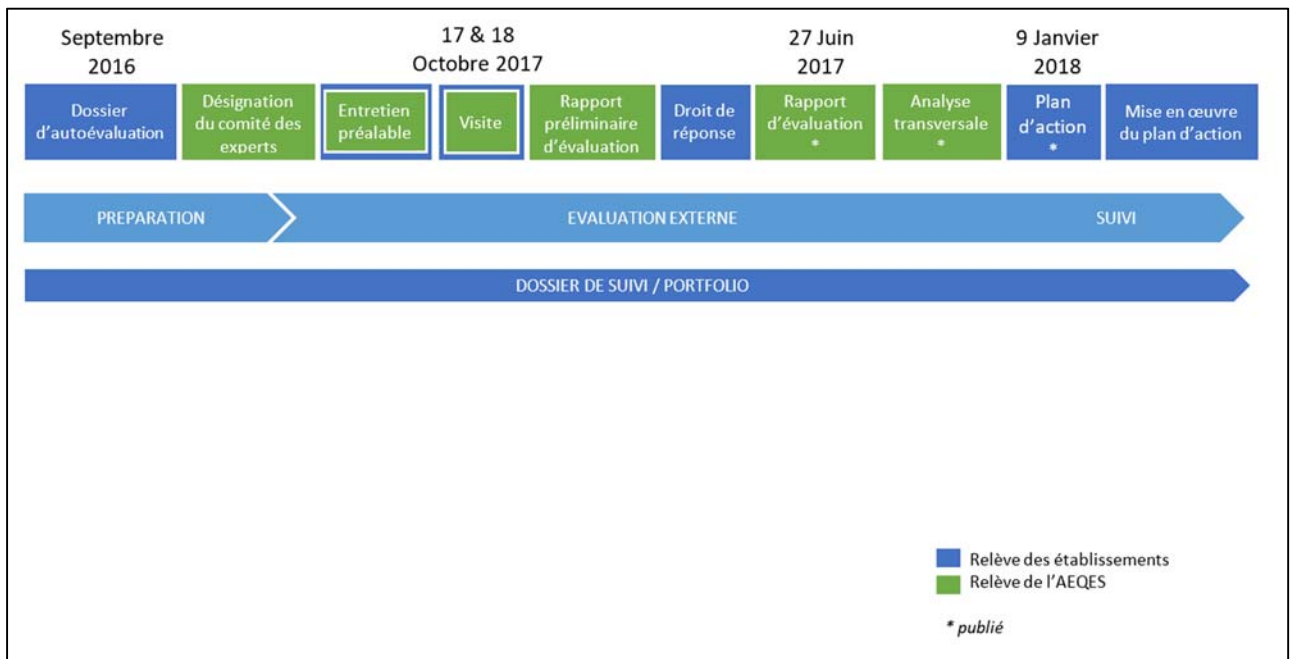 Septembre
2016
17 & 18
Octobre 2017
27 Juin
2017
9 Janvier
2018
Dossier
d'autoévaluation
Désignation
du comité des
experts
Entretien
préalable
Visite
Rapport
préliminaire
d'évaluation
Droit de
réponse
Rapport
d'évaluation
*
Analyse
transversale
*
Plan
d'action
*
Mise en œuvre
du plan d'action
PREPARATION
EVALUATION EXTERNE
SUIVI
DOSSIER DE SUIVI / PORTFOLIO
Relève des établissements
Relève de l'AEQES
* publié